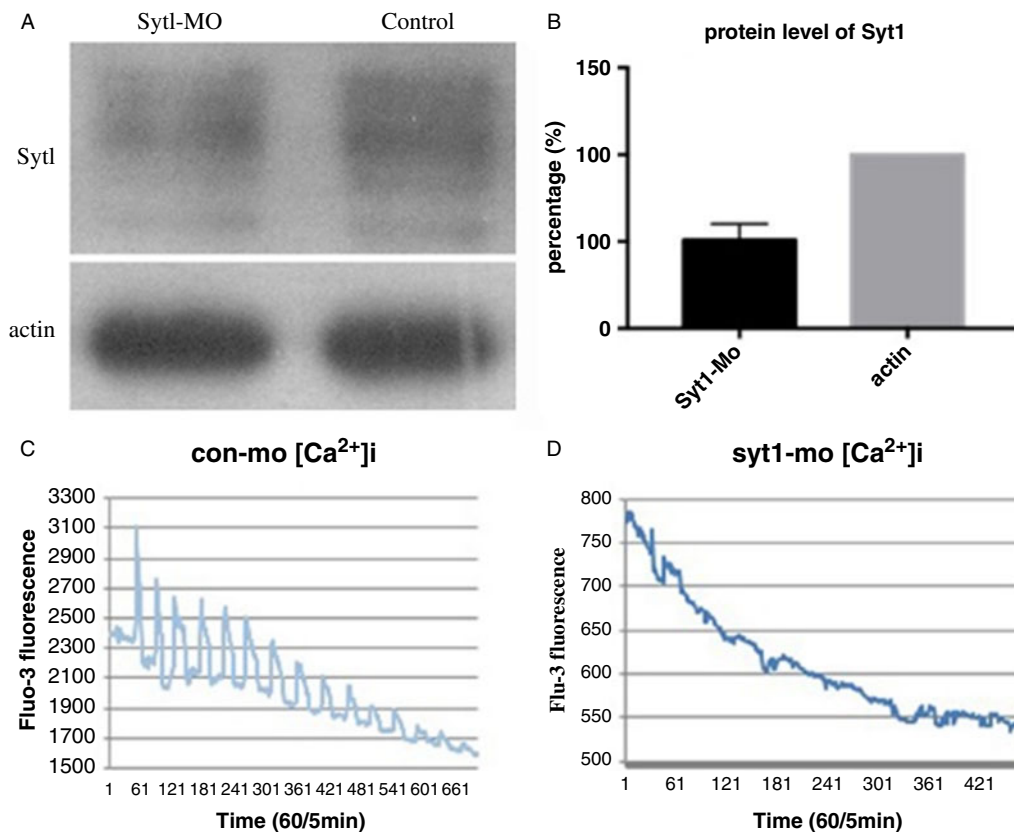 A
Sytl-MO Control
Sytl
actin
B
protein level of Syt1
percentage (%)
150
100
100
0
Syt1-Mo
actin
C
con-mo [Ca²⁺]i
Fluo-3 fluorescence
3300
3100
2900
2700
2500
2300
2100
1900
1700
1500
1 61 121 181 241 301 361 421 481 541 601 661
Time (60/5min)
D
syt1-mo [Ca²⁺]i
Flu-3 fluorescence
800
750
700
650
600
550
500
1 61 121 181 241 301 361 421
Time (60/5min)